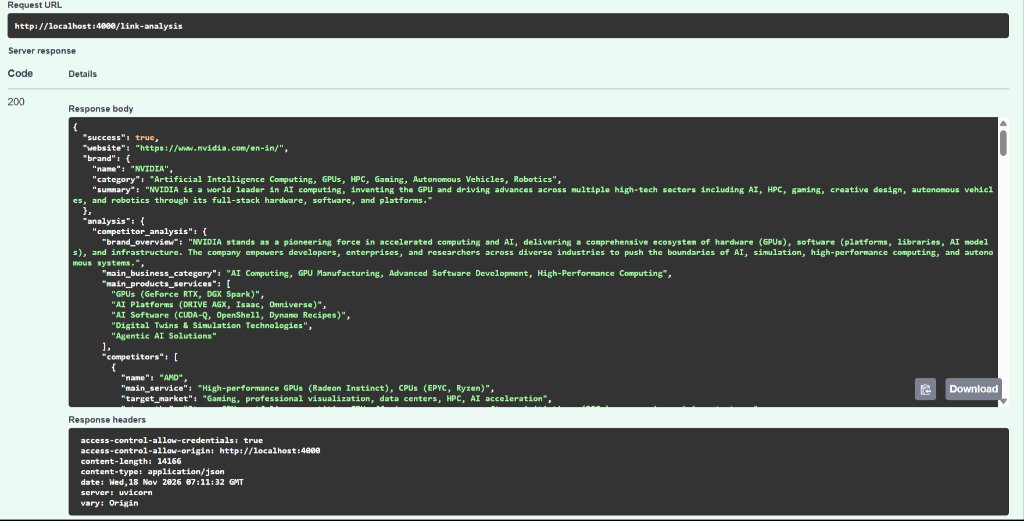 Request URL
http://localhost:4000/link-analysis
Server response
Code Details
200
Response body
{
"success": true,
"website": "https://www.nvidia.com/en-in/",
"brand": {
"name": "NVIDIA",
"category": "Artificial Intelligence Computing, GPUs, HPC, Gaming, Autonomous Vehicles, Robotics",
"summary": "NVIDIA is a world leader in AI computing, inventing the GPU and driving advances across multiple high-tech sectors including AI, HPC, gaming, creative design, autonomous vehicl
es, and robotics through its full-stack hardware, software, and platforms."
},
"analysis": {
"competitor_analysis": {
"brand_overview": "NVIDIA stands as a pioneering force in accelerated computing and AI, delivering a comprehensive ecosystem of hardware (GPUs), software (platforms, libraries, AI model
s), and infrastructure. The company empowers developers, enterprises, and researchers across diverse industries to push the boundaries of AI, simulation, high-performance computing, and autono
mous systems.",
"main_business_category": "AI Computing, GPU Manufacturing, Advanced Software Development, High-Performance Computing",
"main_products_services": [
"GPUs (GeForce RTX, DGX Spark)",
"AI Platforms (DRIVE AGX, Isaac, Omniverse)",
"AI Software (CUDA-Q, OpenShell, Dynamo Recipes)",
"Digital Twins & Simulation Technologies",
"Agentic AI Solutions"
],
"competitors": [
{
"name": "AMD",
"main_service": "High-performance GPUs (Radeon Instinct), CPUs (EPYC, Ryzen)",
"target_market": "Gaming, professional visualization, data centers, HPC, AI acceleration",
Download
Response headers
access-control-allow-credentials: true
access-control-allow-origin: http://localhost:4000
content-length: 14166
content-type: application/json
date: Wed,18 Nov 2026 07:11:32 GMT
server: uvicorn
vary: Origin